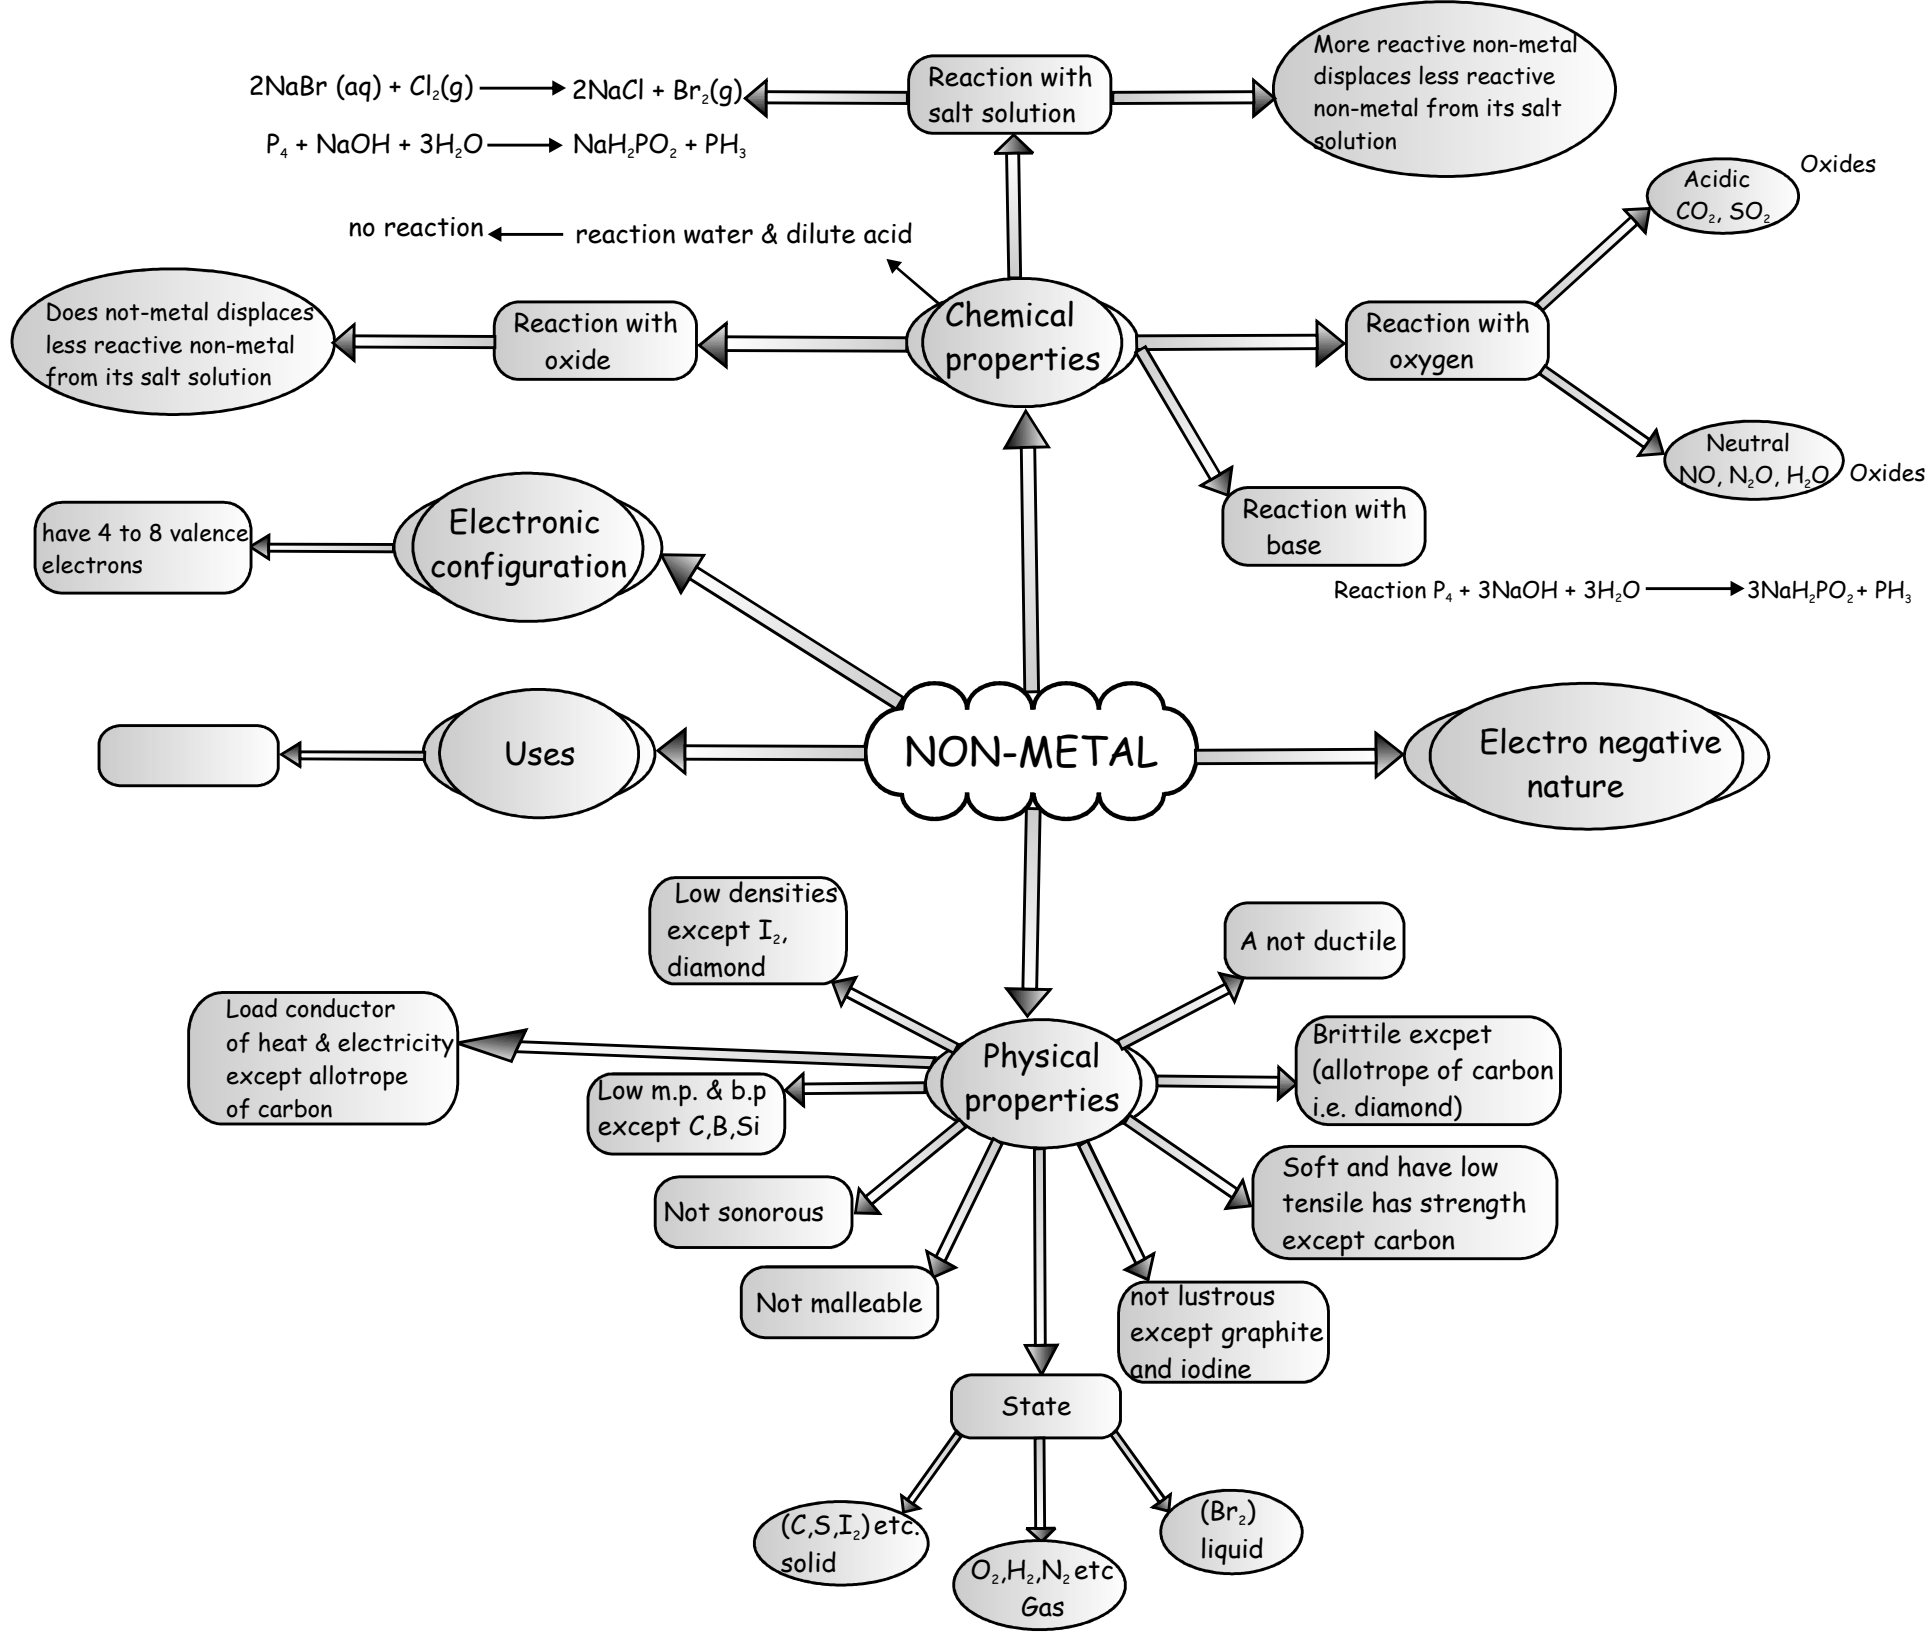 2NaBr (aq) + Cl₂(g) ⟶ 2NaCl + Br₂(g)
P₄ + NaOH + 3H₂O ⟶ NaH₂PO₂ + PH₃
Reaction with
salt solution
More reactive non-metal
displaces less reactive
non-metal from its salt
solution
Acidic
CO₂, SO₂
Oxides
no reaction ⟵ reaction water & dilute acid
Does not-metal displaces
less reactive non-metal
from its salt solution
Reaction with
oxide
Chemical
properties
Reaction with
oxygen
Neutral
NO, N₂O, H₂O
Oxides
Reaction with
base
Reaction P₄ + 3NaOH + 3H₂O ⟶ 3NaH₂PO₂ + PH₃
have 4 to 8 valence
electrons
Electronic
configuration
Uses
NON-METAL
Electro negative
nature
Low densities
except I₂,
diamond
A not ductile
Load conductor
of heat & electricity
except allotrope
of carbon
Low m.p. & b.p
except C,B,Si
Physical
properties
Brittile excpet
(allotrope of carbon
i.e. diamond)
Not sonorous
Soft and have low
tensile has strength
except carbon
Not malleable
not lustrous
except graphite
and iodine
State
(C,S,I₂) etc.
solid
O₂,H₂,N₂ etc
Gas
(Br₂)
liquid